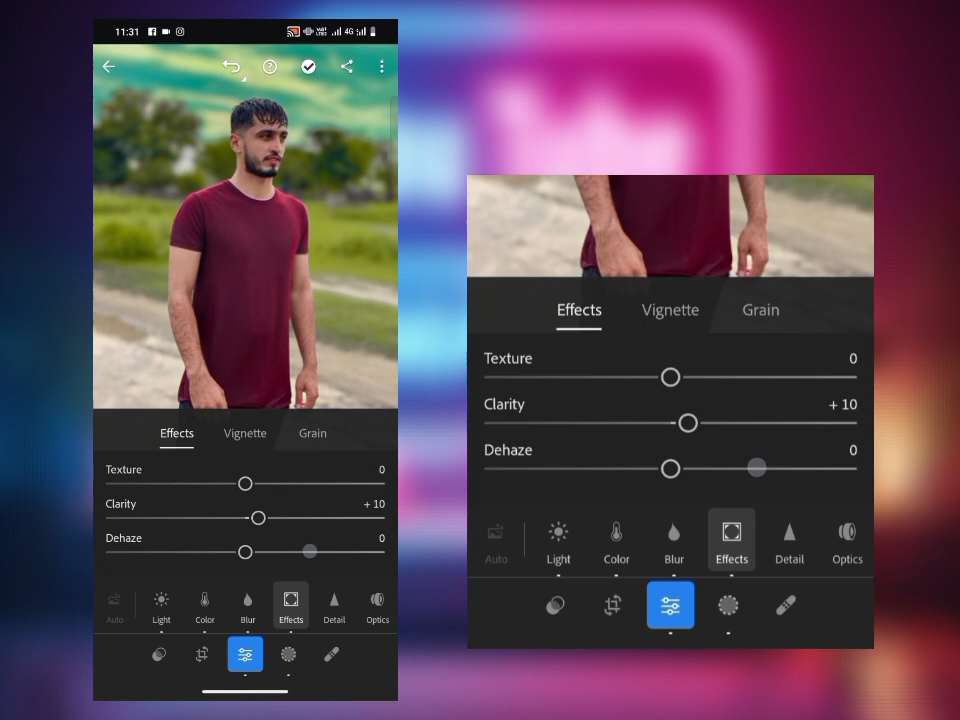 11:31
4G
Effects Vignette Grain
Texture 0
Clarity + 10
Dehaze 0
Auto Light Color Blur Effects Detail Optics
Effects Vignette Grain
Texture 0
Clarity + 10
Dehaze 0
Auto Light Color Blur Effects Detail Optics